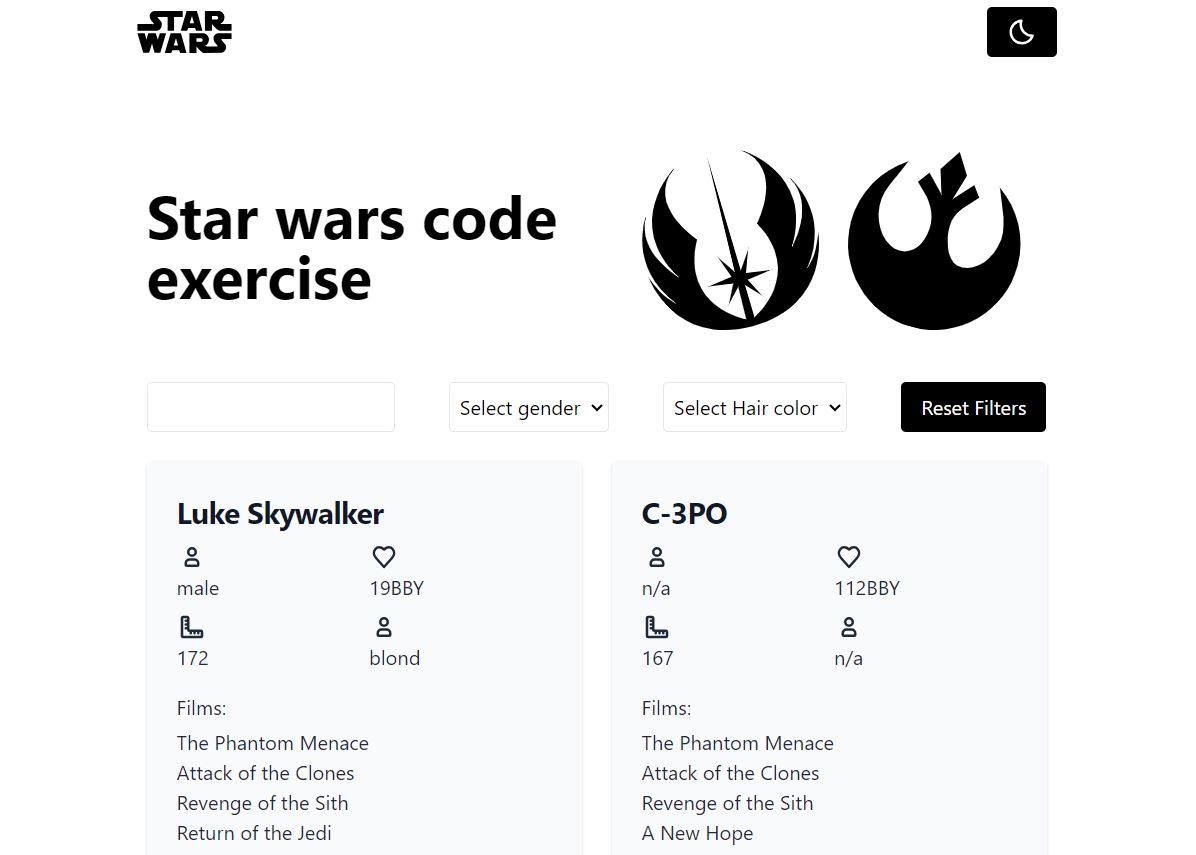 STAR
WARS
Star wars code
exercise
Select gender
Select Hair color
Reset Filters
Luke Skywalker
male
19BBY
172
blond
Films:
The Phantom Menace
Attack of the Clones
Revenge of the Sith
Return of the Jedi
C-3PO
n/a
112BBY
167
n/a
Films:
The Phantom Menace
Attack of the Clones
Revenge of the Sith
A New Hope